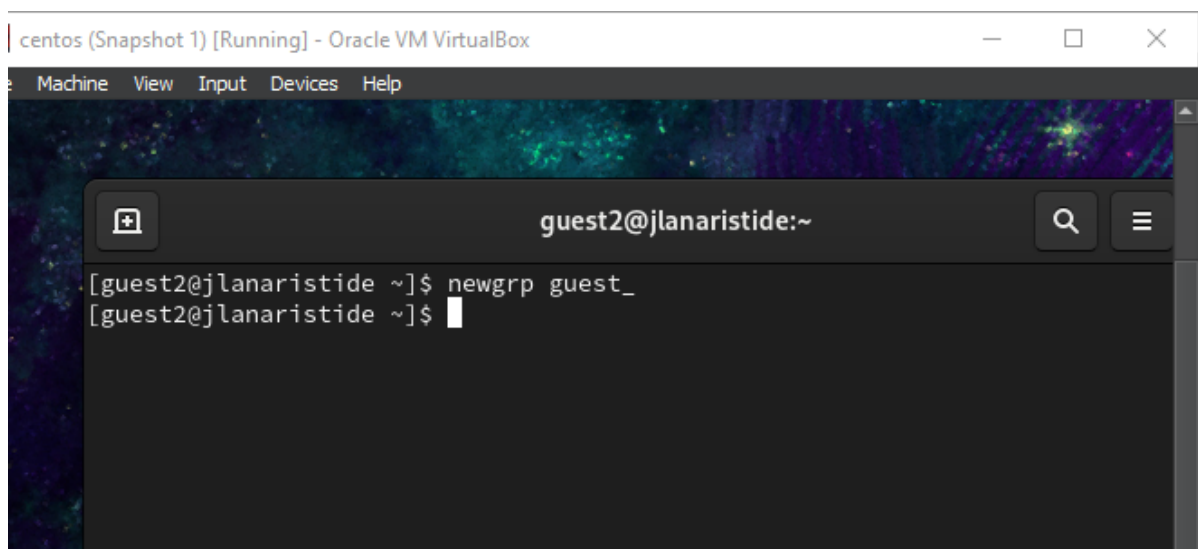 centos (Snapshot 1) [Running] - Oracle VM VirtualBox
Machine View Input Devices Help
guest2@jlanaristide:~
[guest2@jlanaristide ~]$ newgrp guest_
[guest2@jlanaristide ~]$